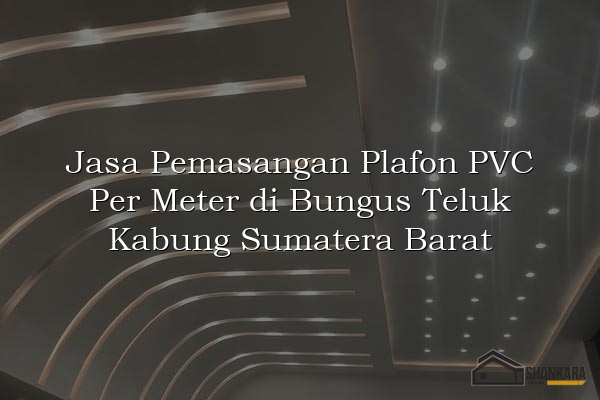 Jasa Pemasangan Plafon PVC
Per Meter di Bungus Teluk
Kabung Sumatera Barat
SHANKARA